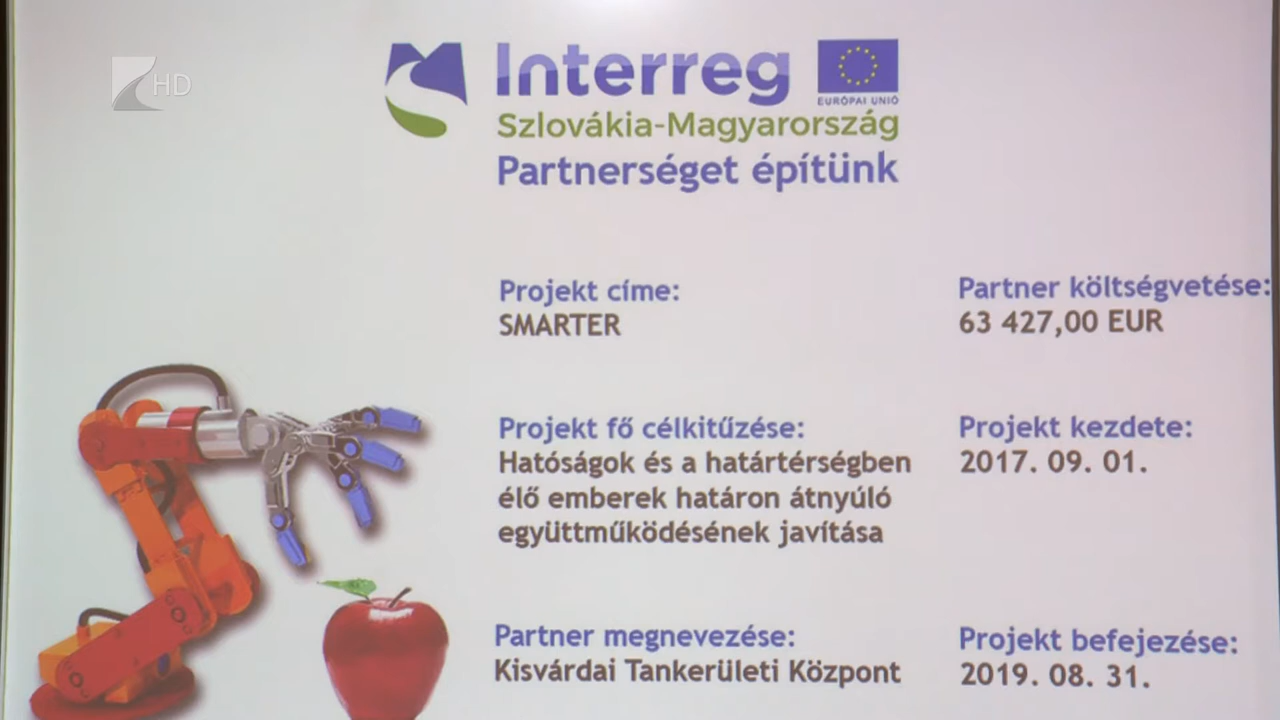 HD
Interreg
EURÓPAI UNIÓ
Szlovákia-Magyarország
Partnerséget építünk
Projekt címe:
SMARTER
Partner költségvetése:
63 427,00 EUR
Projekt fő célkitűzése:
Hatóságok és a határtérségben
élő emberek határon átnyúló
együttműködésének javítása
Projekt kezdete:
2017. 09. 01.
Partner megnevezése:
Kisvárdai Tankerületi Központ
Projekt befejezése:
2019. 08. 31.